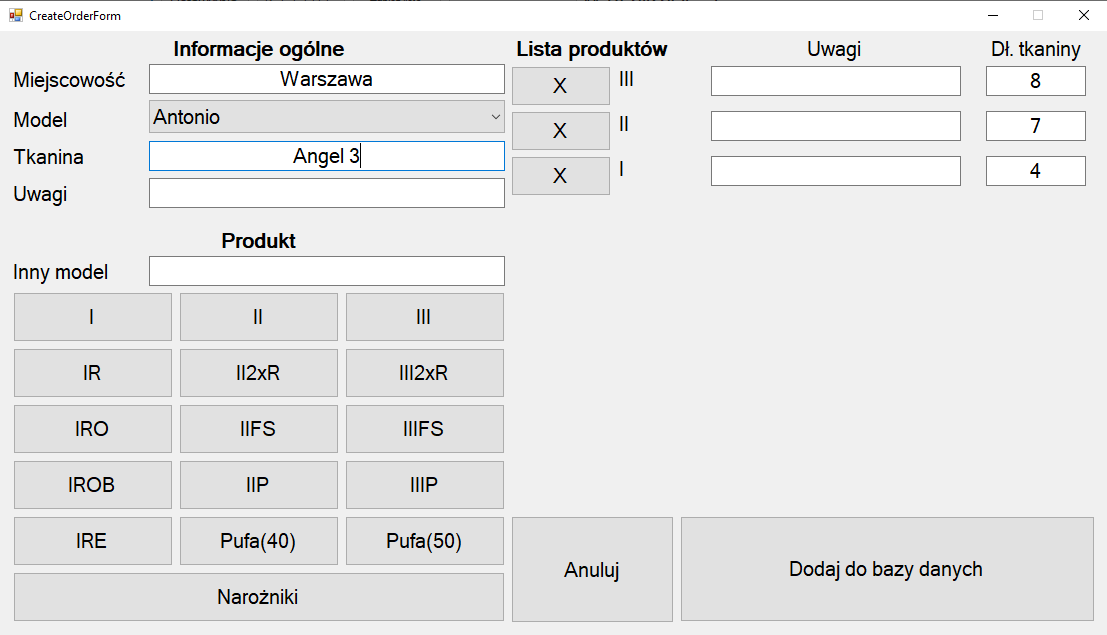 CreateOrderForm
Informacje ogólne
Lista produktów
Uwagi
Dł. tkaniny
Miejscowość
Warszawa
X
III
8
Model
Antonio
X
II
7
Tkanina
Angel 3
X
I
4
Uwagi
Produkt
Inny model
I
II
III
IR
II2xR
III2xR
IRO
IIFS
IIIFS
IROB
IIP
IIIP
IRE
Pufa(40)
Pufa(50)
Anuluj
Dodaj do bazy danych
Narożniki